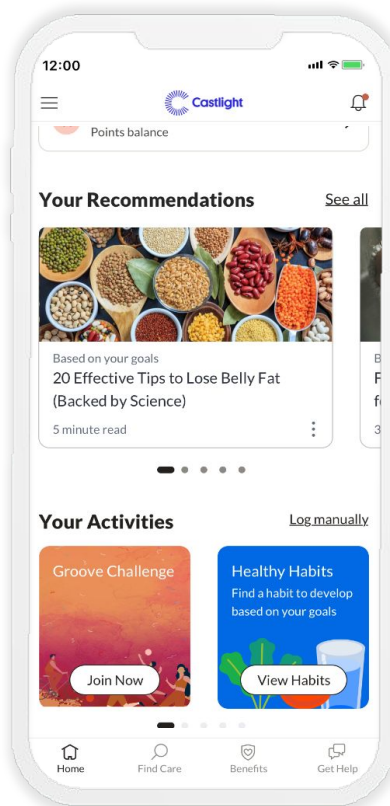 12:00
Castlight
Points balance
Your Recommendations See all
Based on your goals
20 Effective Tips to Lose Belly Fat
(Backed by Science)
5 minute read
Your Activities Log manually
Groove Challenge
Join Now
Healthy Habits
Find a habit to develop
based on your goals
View Habits
Home Find Care Benefits Get Help